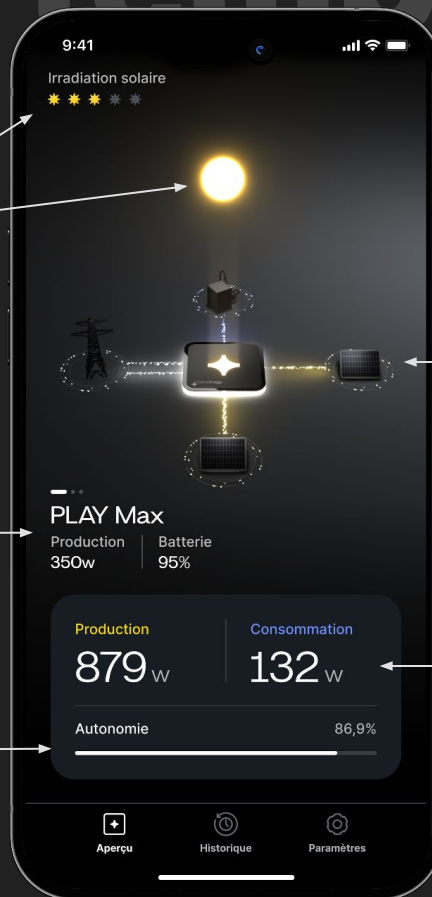 9:41
Irradiation solaire
PLAY Max
Production Batterie
350w 95%
Production Consommation
879 w 132 w
Autonomie 86,9%
Aperçu Historique Paramètres